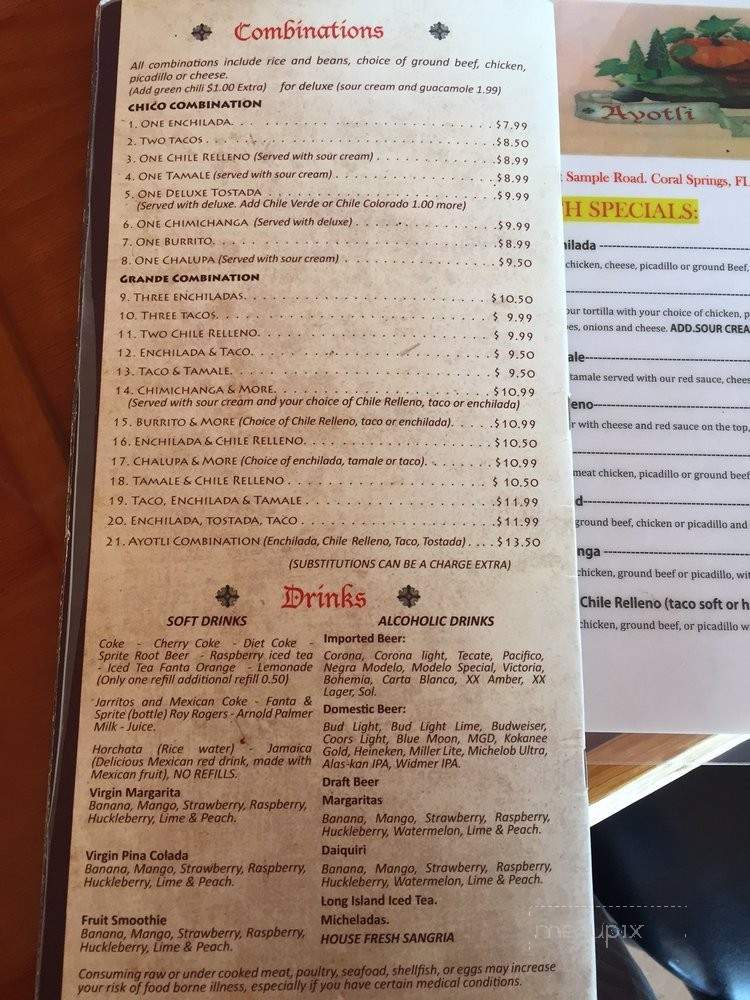 Combinations
All combinations include rice and beans, choice of ground beef, chicken,
picadillo or cheese.
(Add green chili $1.00 Extra) for deluxe (sour cream and guacamole 1.99)
CHICO COMBINATION
1. ONE ENCHILADA. . . . . . . . . . . . . . . . . . . . . . . . . . . . $7.99
2. TWO TACOS . . . . . . . . . . . . . . . . . . . . . . . . . . . . . . $8.50
3. ONE CHILE RELLENO (Served with sour cream) . . . . . . . . . . . . . $8.99
4. ONE TAMALE (served with sour cream) . . . . . . . . . . . . . . . . . $8.99
5. ONE DELUXE TOSTADA . . . . . . . . . . . . . . . . . . . . . . . . . $9.99
(Served with deluxe. Add Chile Verde or Chile Colorado 1.00 more)
6. ONE CHIMICHANGA (Served with deluxe) . . . . . . . . . . . . . . . . $9.99
7. ONE BURRITO. . . . . . . . . . . . . . . . . . . . . . . . . . . . . $8.99
8. ONE CHALUPA (Served with sour cream) . . . . . . . . . . . . . . . . $9.50
GRANDE COMBINATION
9. THREE ENCHILADAS. . . . . . . . . . . . . . . . . . . . . . . . . . $10.50
10. THREE TACOS. . . . . . . . . . . . . . . . . . . . . . . . . . . . $ 9.99
11. TWO CHILE RELLENO. . . . . . . . . . . . . . . . . . . . . . . . . $ 9.99
12. ENCHILADA & TACO. . . . . . . . . . . . . . . . . . . . . . . . . . $ 9.50
13. TACO & TAMALE. . . . . . . . . . . . . . . . . . . . . . . . . . . $ 9.50
14. CHIMICHANGA & MORE. . . . . . . . . . . . . . . . . . . . . . . . . $10.99
(Served with sour cream and your choice of Chile Relleno, taco or enchilada)
15. BURRITO & MORE (Choice of Chile Relleno, taco or enchilada). . . . . $10.99
16. ENCHILADA & CHILE RELLENO. . . . . . . . . . . . . . . . . . . . . $10.50
17. CHALUPA & MORE (Choice of enchilada, tamale or taco). . . . . . . . $10.99
18. TAMALE & CHILE RELLENO . . . . . . . . . . . . . . . . . . . . . . $ 10.50
19. TACO, ENCHILADA & TAMALE . . . . . . . . . . . . . . . . . . . . . $11.99
20. ENCHILADA, TOSTADA, TACO . . . . . . . . . . . . . . . . . . . . . $11.99
21. AYOTLI COMBINATION (Enchilada, Chile Relleno, Taco, Tostada) . . . . $13.50
(SUBSTITUTIONS CAN BE A CHARGE EXTRA)
Drinks
SOFT DRINKS
Coke - Cherry Coke - Diet Coke -
Sprite Root Beer - Raspberry iced tea
- Iced Tea Fanta Orange - Lemonade
(Only one refill additional refill 0.50)
Jarritos and Mexican Coke - Fanta &
Sprite (bottle) Roy Rogers - Arnold Palmer
Milk - Juice.
Horchata (Rice water) - Jamaica
(Delicious Mexican red drink, made with
Mexican fruit), NO REFILLS.
Virgin Margarita
Banana, Mango, Strawberry, Raspberry,
Huckleberry, Lime & Peach.
Virgin Pina Colada
Banana, Mango, Strawberry, Raspberry,
Huckleberry, Lime & Peach.
Fruit Smoothie
Banana, Mango, Strawberry, Raspberry,
Huckleberry, Lime & Peach.
ALCOHOLIC DRINKS
Imported Beer:
Corona, Corona light, Tecate, Pacifico,
Negra Modelo, Modelo Special, Victoria,
Bohemia, Carta Blanca, XX Amber, XX
Lager, Sol.
Domestic Beer:
Bud Light, Bud Light Lime, Budweiser,
Coors Light, Blue Moon, MGD, Kokanee
Gold, Heineken, Miller Lite, Michelob Ultra,
Alas-kan IPA, Widmer IPA.
Draft Beer
Margaritas
Banana, Mango, Strawberry, Raspberry,
Huckleberry, Watermelon, Lime & Peach.
Daiquiri
Banana, Mango, Strawberry, Raspberry,
Huckleberry, Watermelon, Lime & Peach.
Long Island Iced Tea.
Micheladas.
HOUSE FRESH SANGRIA
Consuming raw or under cooked meat, poultry, seafood, shellfish, or eggs may increase
your risk of food borne illness, especially if you have certain medical conditions.
Ayotli
Sample Road. Coral Springs, FL
H SPECIALS:
hilada
chicken, cheese, picadillo or ground Beef,
our tortilla with your choice of chicken, p
es, onions and cheese. ADD.SOUR CREA
ale
tamale served with our red sauce, chees
eno
r with cheese and red sauce on the top,
meat chicken, picadillo or ground beef
d
ground beef, chicken or picadillo and
nga
chicken, ground beef or picadillo, wit
Chile Relleno (taco soft or h
chicken, ground beef, or picadillo w
menupix